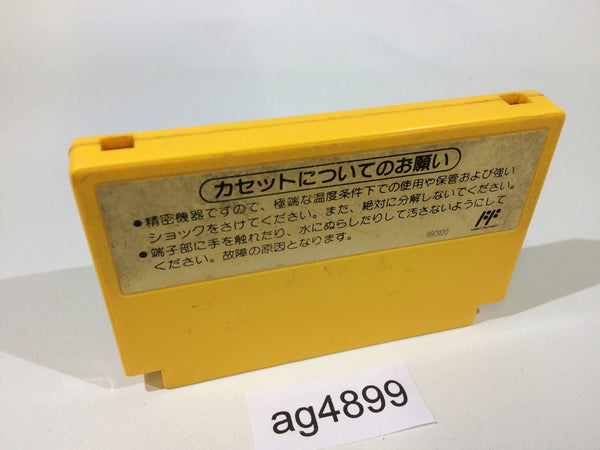 カセットについてのお願い
●精密機器ですので、極端な温度条件下での使用や保管および強い
ショックをさけてください。また、絶対に分解しないでください。
●端子部に手を触れたり、水にぬらしたりして汚さないようにして
ください。故障の原因となります。
880920
ag4899